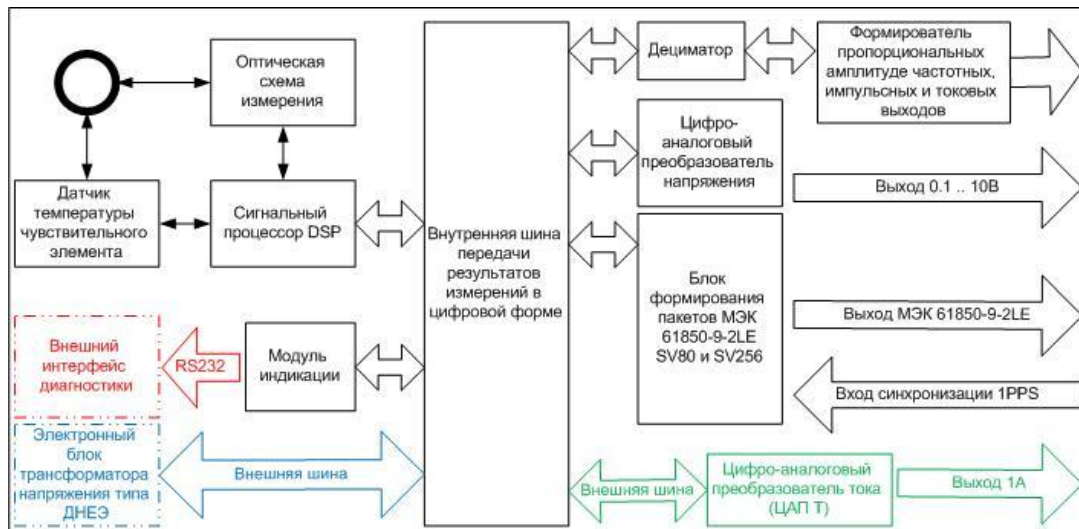 Оптическая
схема
измерения
Датчик
температуры
чувствительного
элемента
Сигнальный
процессор DSP
Внешний
интерфейс
диагностики
RS232
Модуль
индикации
Электронный
блок
трансформатора
напряжения типа
ДНЕЭ
Внешняя шина
Внутренняя шина
передачи
результатов
измерений в
цифровой форме
Дециматор
Формирователь
пропорциональных
амплитуде частотных,
импульсных и токовых
выходов
Цифро-
аналоговый
преобразователь
напряжения
Выход 0.1 .. 10В
Блок
формирования
пакетов МЭК
61850-9-2LE
SV80 и SV256
Выход МЭК 61850-9-2LE
Вход синхронизации 1PPS
Внешняя шина
Цифро-аналоговый
преобразователь тока
(ЦАП Т)
Выход 1А